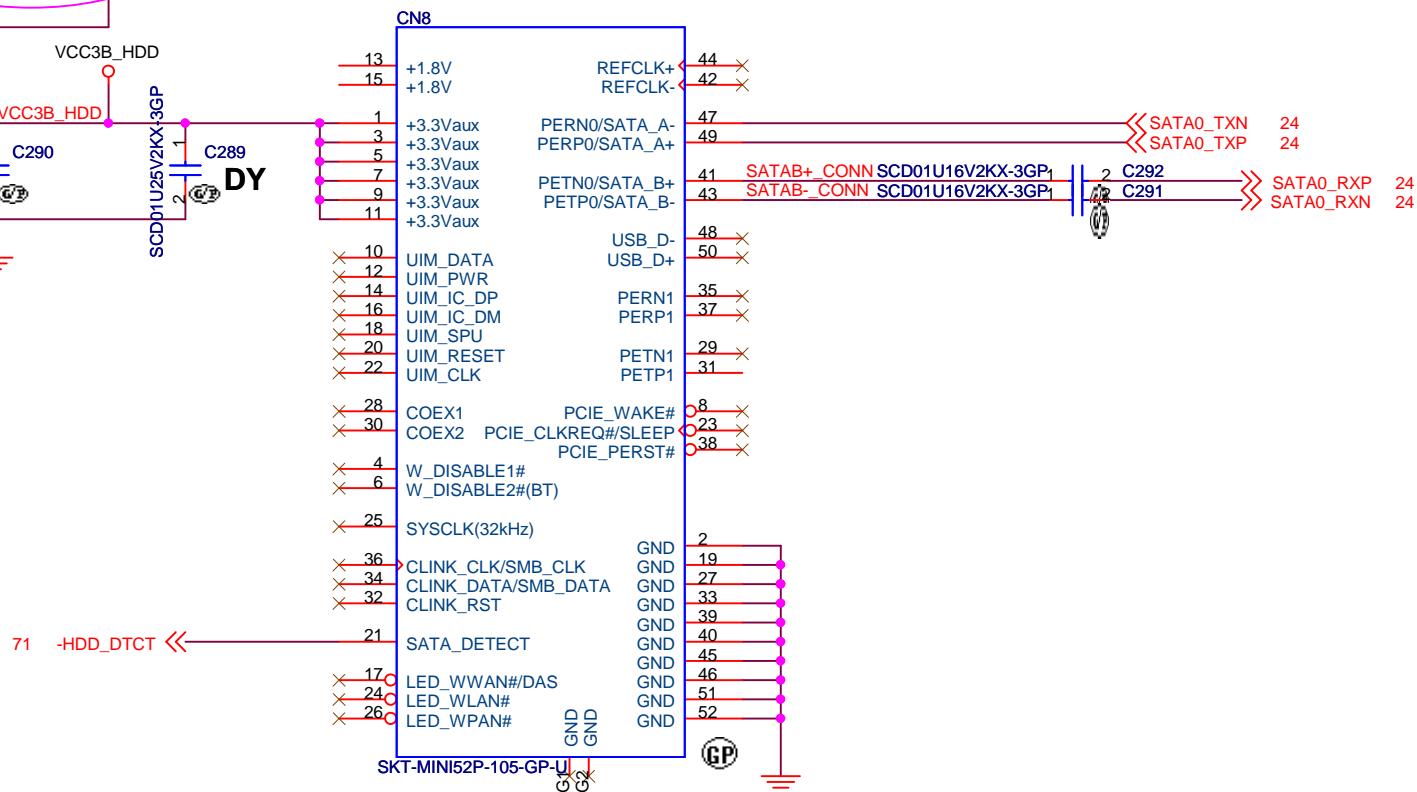 CN8
VCC3B_HDD
VCC3B_HDD
SCD01U25V2KX-3GP
1
2
C290
C289
DY
13 +1.8V
15 +1.8V
1 +3.3Vaux
3 +3.3Vaux
5 +3.3Vaux
7 +3.3Vaux
9 +3.3Vaux
11 +3.3Vaux
10 UIM_DATA
12 UIM_PWR
14 UIM_IC_DP
16 UIM_IC_DM
18 UIM_SPU
20 UIM_RESET
22 UIM_CLK
28 COEX1
30 COEX2
4 W_DISABLE1#
6 W_DISABLE2#(BT)
25 SYSCLK(32kHz)
36 CLINK_CLK/SMB_CLK
34 CLINK_DATA/SMB_DATA
32 CLINK_RST
71 -HDD_DTCT 21 SATA_DETECT
17 LED_WWAN#/DAS
24 LED_WLAN#
26 LED_WPAN#
REFCLK+ 44
REFCLK- 42
PERN0/SATA_A- 47 SATA0_TXN 24
PERP0/SATA_A+ 49 SATA0_TXP 24
PETN0/SATA_B+ 41 SATAB+_CONN SCD01U16V2KX-3GP 1 2 C292 SATA0_RXP 24
PETP0/SATA_B- 43 SATAB-_CONN SCD01U16V2KX-3GP 1 2 C291 SATA0_RXN 24
USB_D- 48
USB_D+ 50
PERN1 35
PERP1 37
PETN1 29
PETP1 31
PCIE_WAKE# 8
PCIE_CLKREQ#/SLEEP 23
PCIE_PERST# 38
GND 2
GND 19
GND 27
GND 33
GND 39
GND 40
GND 45
GND 46
GND 51
GND 52
GND G1
GND G2
SKT-MINI52P-105-GP-U
GP